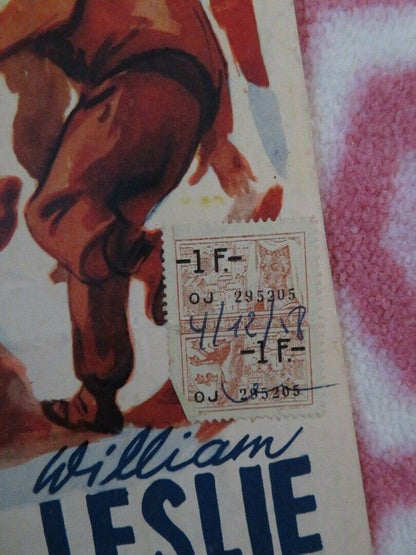 -1 F.-
OJ 295205
4/12/58
-1 F.-
OJ 295205
William
LESLIE